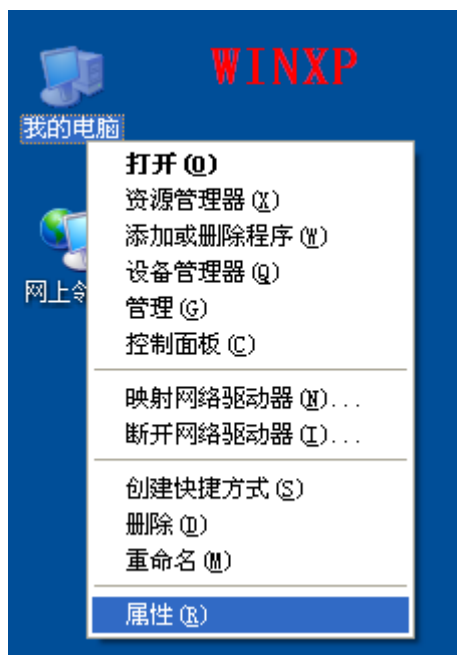 WINXP
我的电脑
打开(O)
资源管理器(X)
添加或删除程序(W)
设备管理器(Q)
管理(G)
控制面板(C)
网上令
映射网络驱动器(N)...
断开网络驱动器(I)...
创建快捷方式(S)
删除(D)
重命名(M)
属性(R)